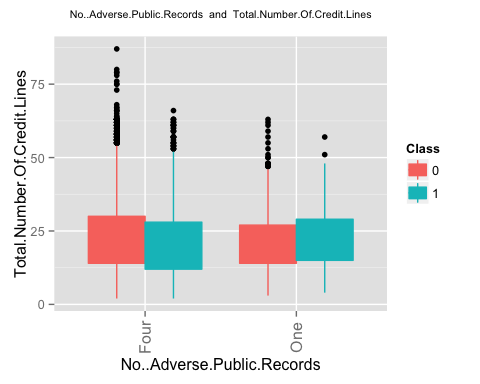 No..Adverse.Public.Records and Total.Number.Of.Credit.Lines
Total.Number.Of.Credit.Lines
75
50
25
0
Four
One
No..Adverse.Public.Records
Class
0
1